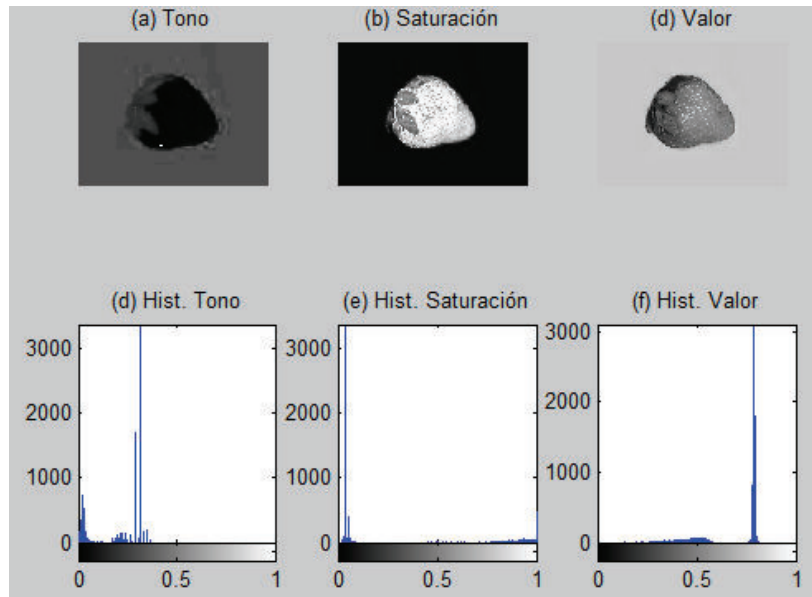 (a) Tono
(b) Saturación
(d) Valor
(d) Hist. Tono
(e) Hist. Saturación
(f) Hist. Valor
3000
2000
1000
0
0 0.5 1
3000
2000
1000
0
0 0.5 1
3000
2000
1000
0
0 0.5 1